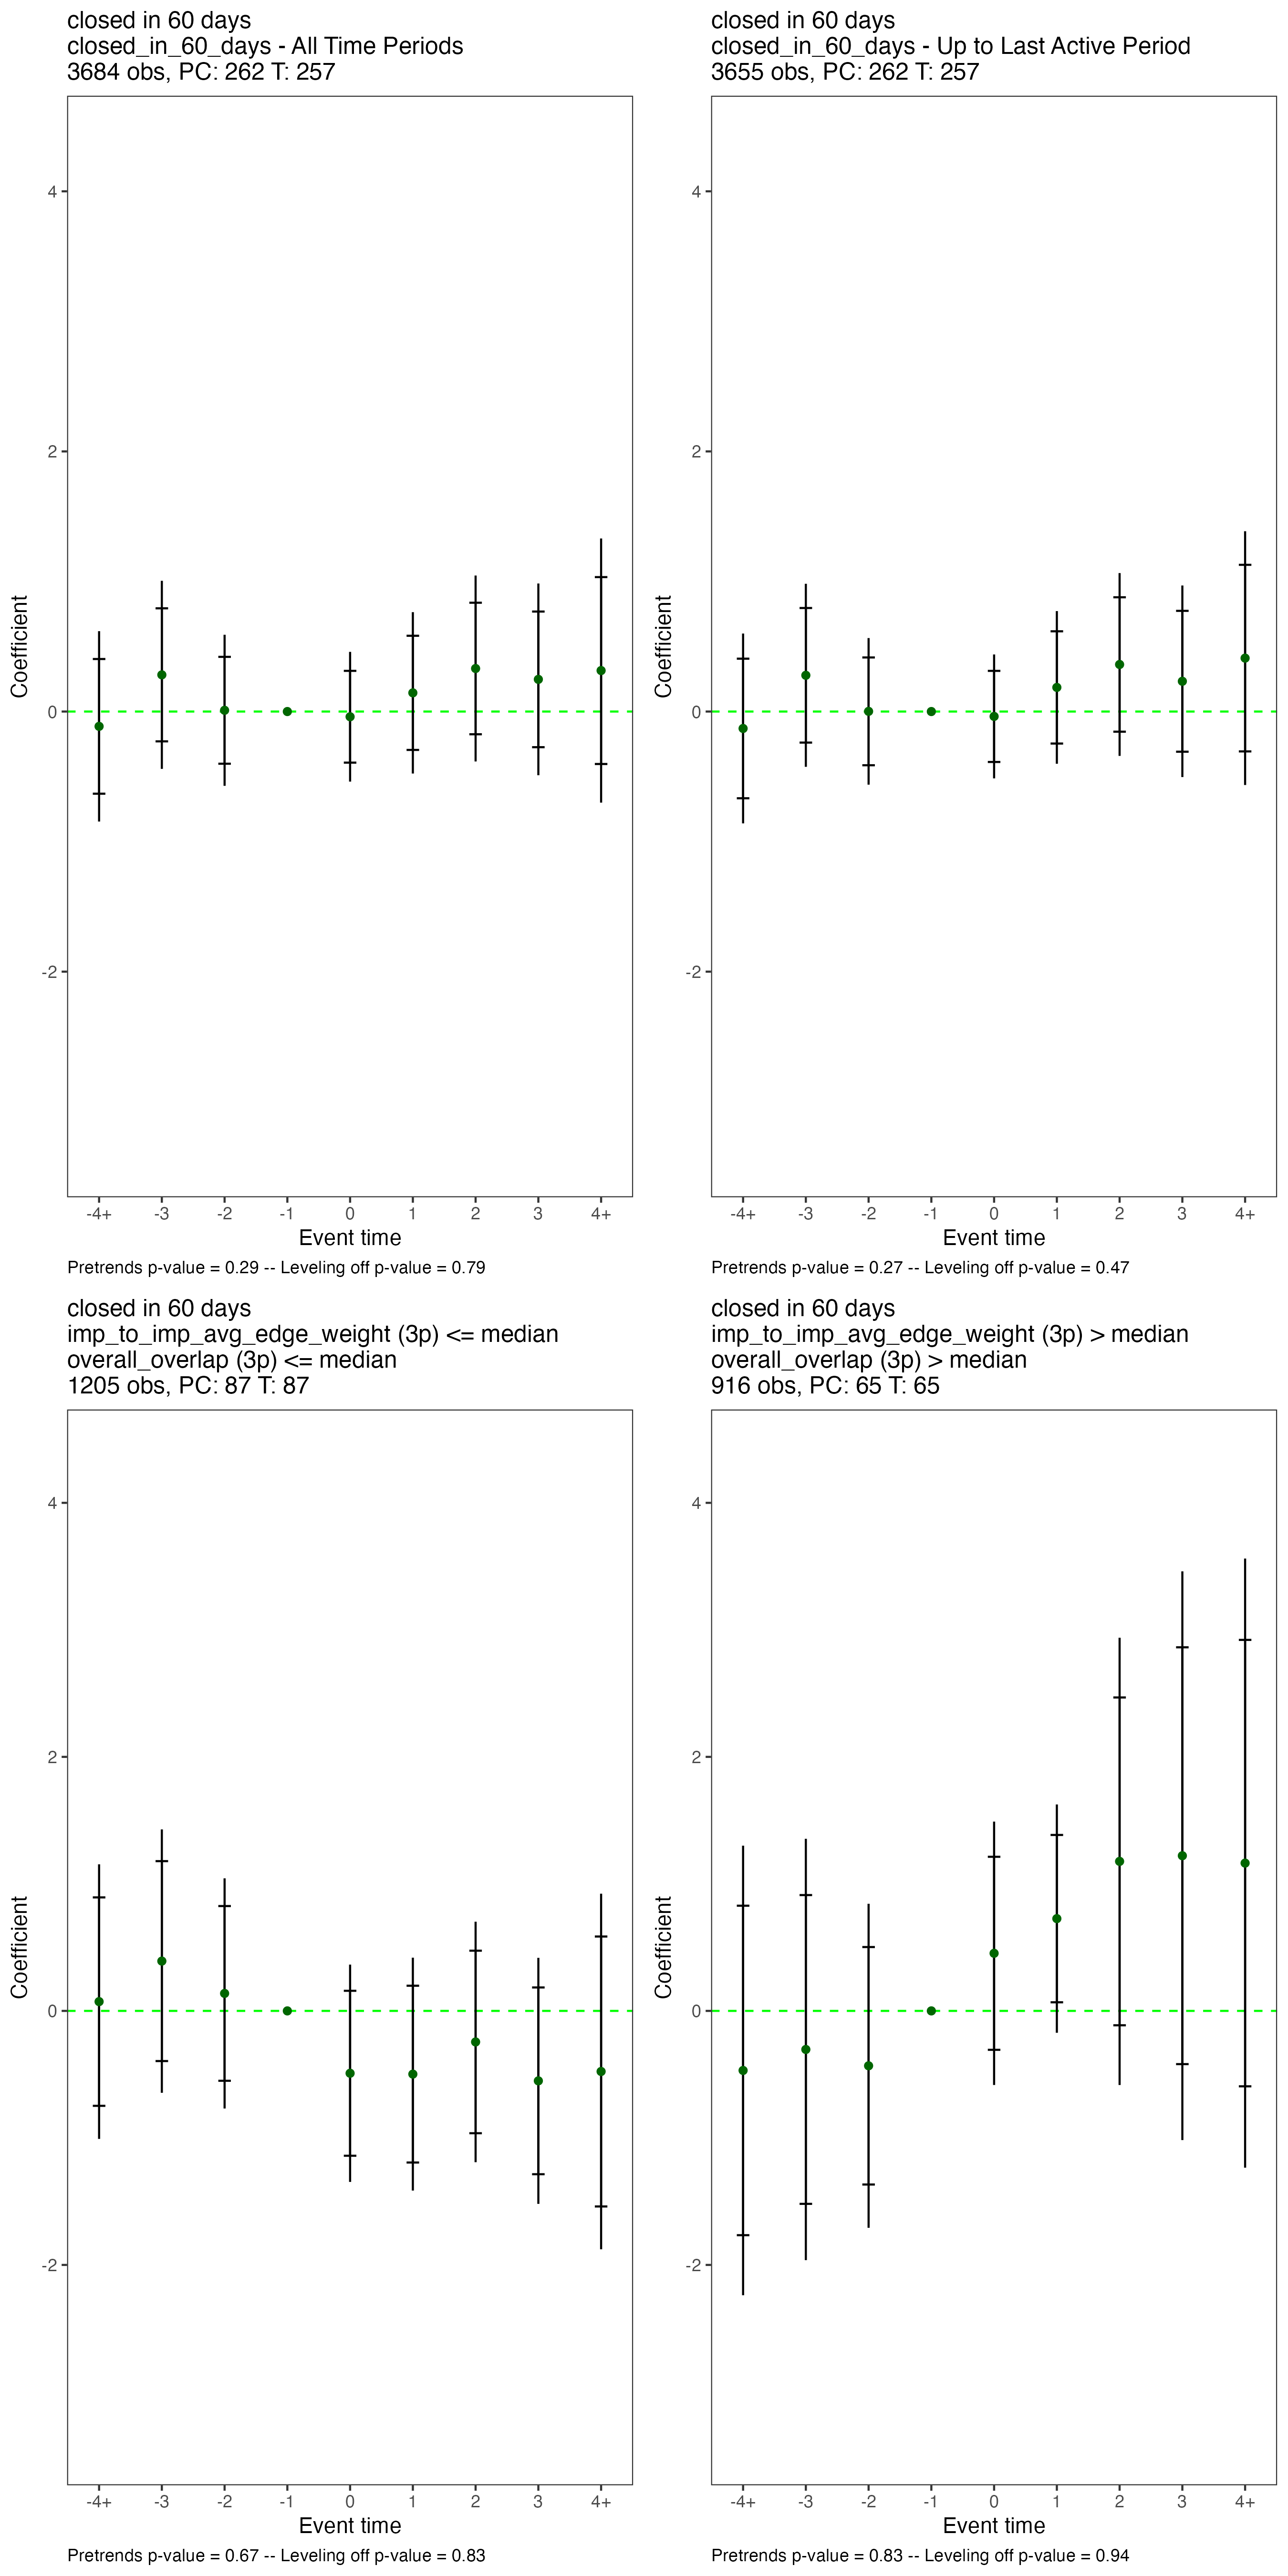 closed in 60 days
closed_in_60_days - All Time Periods
3684 obs, PC: 262 T: 257
4
2
0
-2
Coefficient
-4+ -3 -2 -1 0 1 2 3 4+
Event time
Pretrends p-value = 0.29 -- Leveling off p-value = 0.79
closed in 60 days
closed_in_60_days - Up to Last Active Period
3655 obs, PC: 262 T: 257
4
2
0
-2
Coefficient
-4+ -3 -2 -1 0 1 2 3 4+
Event time
Pretrends p-value = 0.27 -- Leveling off p-value = 0.47
closed in 60 days
imp_to_imp_avg_edge_weight (3p) <= median
overall_overlap (3p) <= median
1205 obs, PC: 87 T: 87
4
2
0
-2
Coefficient
-4+ -3 -2 -1 0 1 2 3 4+
Event time
Pretrends p-value = 0.67 -- Leveling off p-value = 0.83
closed in 60 days
imp_to_imp_avg_edge_weight (3p) > median
overall_overlap (3p) > median
916 obs, PC: 65 T: 65
4
2
0
-2
Coefficient
-4+ -3 -2 -1 0 1 2 3 4+
Event time
Pretrends p-value = 0.83 -- Leveling off p-value = 0.94